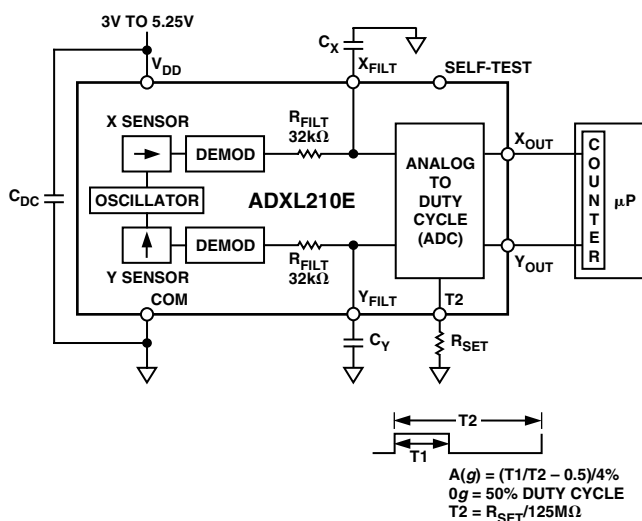 3V TO 5.25V
V_DD
C_X
X_FILT
SELF-TEST
X SENSOR
R_FILT
32kΩ
DEMOD
X_OUT
C_DC
OSCILLATOR
ADXL210E
ANALOG
TO
DUTY
CYCLE
(ADC)
COUNTER
μP
DEMOD
Y SENSOR
R_FILT
32kΩ
Y_OUT
COM
Y_FILT
T2
C_Y
R_SET
T2
T1
A(g) = (T1/T2 – 0.5)/4%
0g = 50% DUTY CYCLE
T2 = R_SET/125MΩ